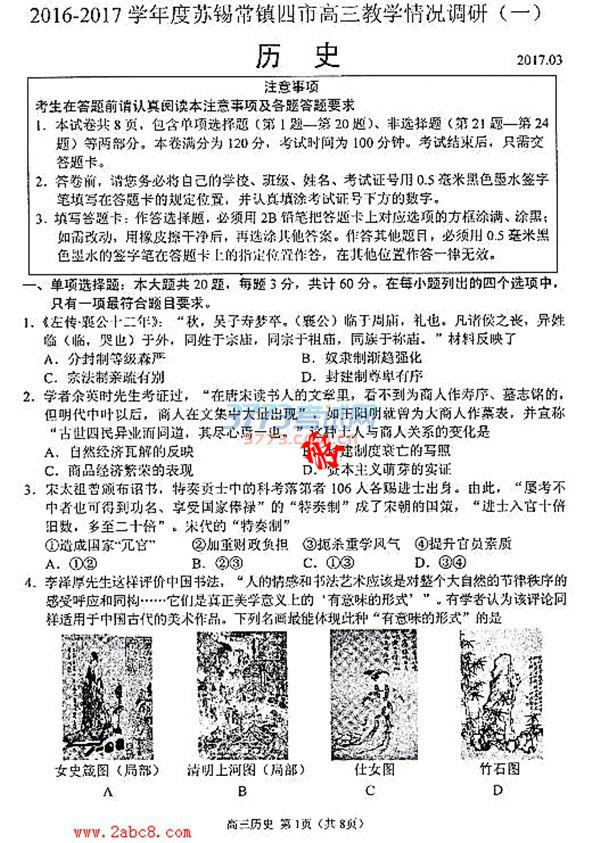 2016-2017 学年度苏锡常镇四市高三教学情况调研（一）
历 史 2017.03
注意事项
考生在答题前请认真阅读本注意事项及各题答题要求
1. 本试卷共 8 页，包含单项选择题（第 1 题—第 20 题）、非选择题（第 21 题—第 24
题）等两部分。本卷满分为 120 分，考试时间为 100 分钟。考试结束后，只需交
答题卡。
2. 答卷前，请您务必将自己的学校、班级、姓名、考试证号用 0.5 毫米黑色墨水签字
笔填写在答题卡的规定位置，并认真填涂考试证号下方的数字。
3. 填写答题卡：作答选择题，必须用 2B 铅笔把答题卡上对应选项的方框涂满、涂黑；
如需改动，用橡皮擦干净后，再选涂其他答案。作答其他题目，必须用 0.5 毫米黑
色墨水的签字笔在答题卡上的指定位置作答，在其他位置作答一律无效。
一、单项选择题：本大题共 20 题，每题 3 分，共计 60 分。在每小题列出的四个选项中，
只有一项最符合题目要求。
1.《左传·襄公十二年》：“秋，吴子寿梦卒。（襄公）临于周庙，礼也。凡诸侯之丧，异姓
临（临，哭也）于外，同姓于宗庙，同宗于祖庙，同族于祢庙。”材料反映了
A. 分封制等级森严 B. 奴隶制渐趋强化
C. 宗法制亲疏有别 D. 封建制尊卑有序
2. 学者余英时先生考证过，“在唐宋读书人的文章里，看不到为商人作寿序、墓志铭的，
但明代中叶以后，商人在文集中大量出现”，如王阳明就曾为大商人作墓表，并宣称
“古世四民异业而同道，其尽心焉一也。”这种士人与商人关系的变化是
A. 自然经济瓦解的反映 B. 封建制度衰亡的写照
C. 商品经济繁荣的表现 D. 资本主义萌芽的实证
3. 宋太祖曾颁布诏书，特奏贡士中的科考落第者 106 人各赐进士出身。由此，“屡考不
中者也可得到功名、享受国家俸禄”的“特奏制”成了宋朝的国策，“进士入官十倍
旧数，多至二十倍”。宋代的“特奏制”
①造成国家“冗官” ②加重财政负担 ③扼杀重学风气 ④提升官员素质
A. ①② B. ②③ C. ①③ D. ③④
4. 李泽厚先生这样评价中国书法，“人的情感和书法艺术应该是对整个大自然的节律秩序的
感受呼应和同构……它们是真正美学意义上的‘有意味的形式’”。有学者认为该评论同
样适用于中国古代的美术作品。下列名画最能体现此种“有意味的形式”的是
女史箴图（局部） 清明上河图（局部） 仕女图 竹石图
A B C D
www.2abc8.com
高三历史 第 1页（共 8页）